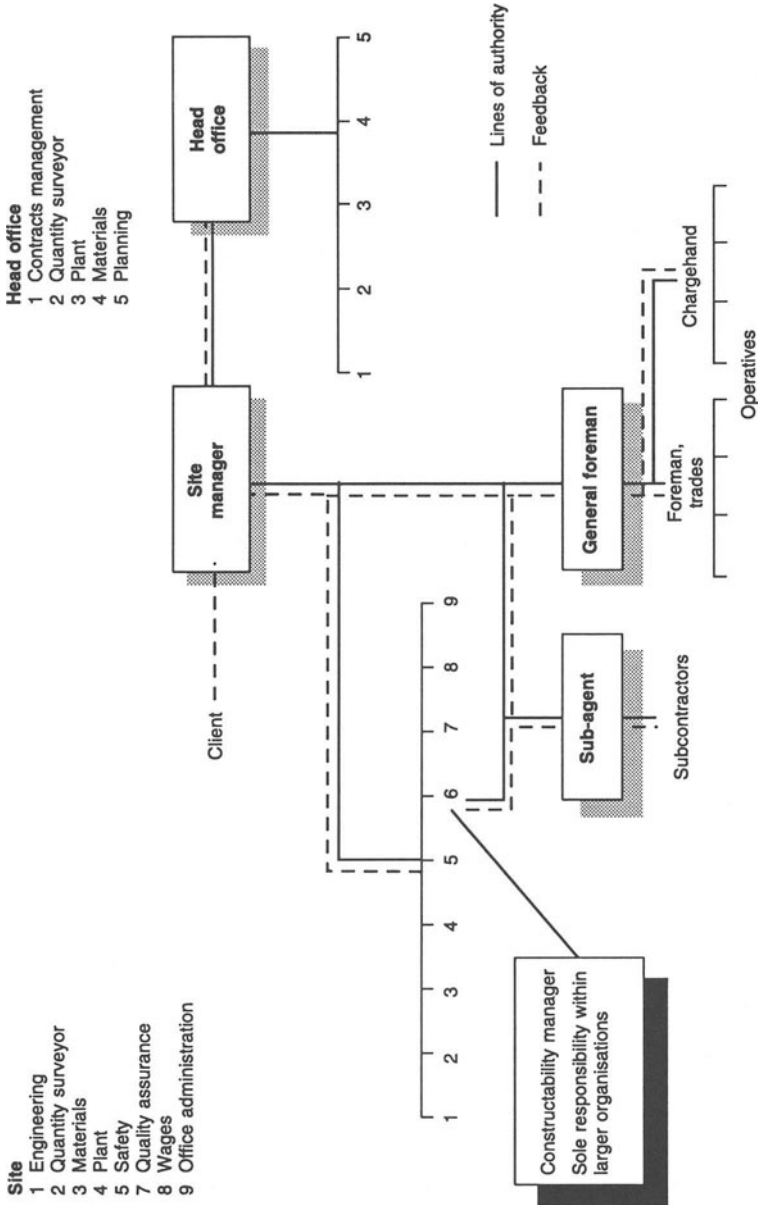 Site
1 Engineering
2 Quantity surveyor
3 Materials
4 Plant
5 Safety
7 Quality assurance
8 Wages
9 Office administration
Head office
1 Contracts management
2 Quantity surveyor
3 Plant
4 Materials
5 Planning
Client
Site
manager
Head
office
1 2 3 4 5
1 2 3 4 5 6 7 8 9
Lines of authority
Feedback
Constructability manager
Sole responsibility within
larger organisations
Sub-agent
General foreman
Subcontractors
Foreman,
trades
Chargehand
Operatives